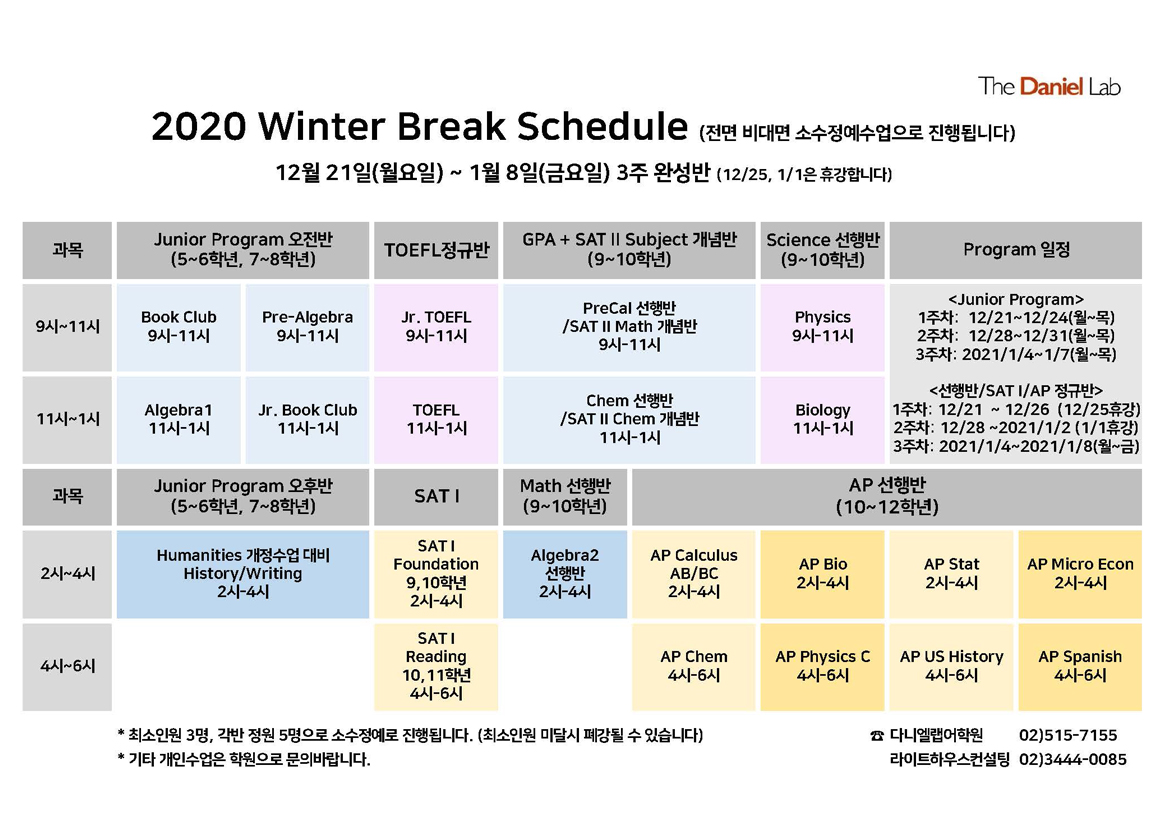 The Daniel Lab
2020 Winter Break Schedule (전면 비대면 소수정예수업으로 진행됩니다)
12월 21일(월요일) ~ 1월 8일(금요일) 3주 완성반 (12/25, 1/1은 휴강합니다)
과목
Junior Program 오전반
(5~6학년, 7~8학년)
TOEFL정규반
GPA + SAT II Subject 개념반
(9~10학년)
Science 선행반
(9~10학년)
Program 일정
9시~11시
Book Club
9시-11시
Pre-Algebra
9시-11시
Jr. TOEFL
9시-11시
PreCal 선행반
/SAT II Math 개념반
9시-11시
Physics
9시-11시
<Junior Program>
1주차: 12/21~12/24(월~목)
2주차: 12/28~12/31(월~목)
3주차: 2021/1/4~1/7(월~목)
11시~1시
Algebra1
11시-1시
Jr. Book Club
11시-1시
TOEFL
11시-1시
Chem 선행반
/SAT II Chem 개념반
11시-1시
Biology
11시-1시
<선행반/SAT I/AP 정규반>
1주차: 12/21 ~ 12/26 (12/25휴강)
2주차: 12/28 ~2021/1/2 (1/1휴강)
3주차: 2021/1/4~2021/1/8(월~금)
과목
Junior Program 오후반
(5~6학년, 7~8학년)
SAT I
Math 선행반
(9~10학년)
AP 선행반
(10~12학년)
2시~4시
Humanities 개정수업 대비
History/Writing
2시-4시
SAT I
Foundation
9,10학년
2시-4시
Algebra2
선행반
2시-4시
AP Calculus
AB/BC
2시-4시
AP Bio
2시-4시
AP Stat
2시-4시
AP Micro Econ
2시-4시
4시~6시
SAT I
Reading
10,11학년
4시-6시
AP Chem
4시-6시
AP Physics C
4시-6시
AP US History
4시-6시
AP Spanish
4시-6시
* 최소인원 3명, 각반 정원 5명으로 소수정예로 진행됩니다. (최소인원 미달시 폐강될 수 있습니다)
* 기타 개인수업은 학원으로 문의바랍니다.
☎ 다니엘랩어학원 02)515-7155
라이트하우스컨설팅 02)3444-0085